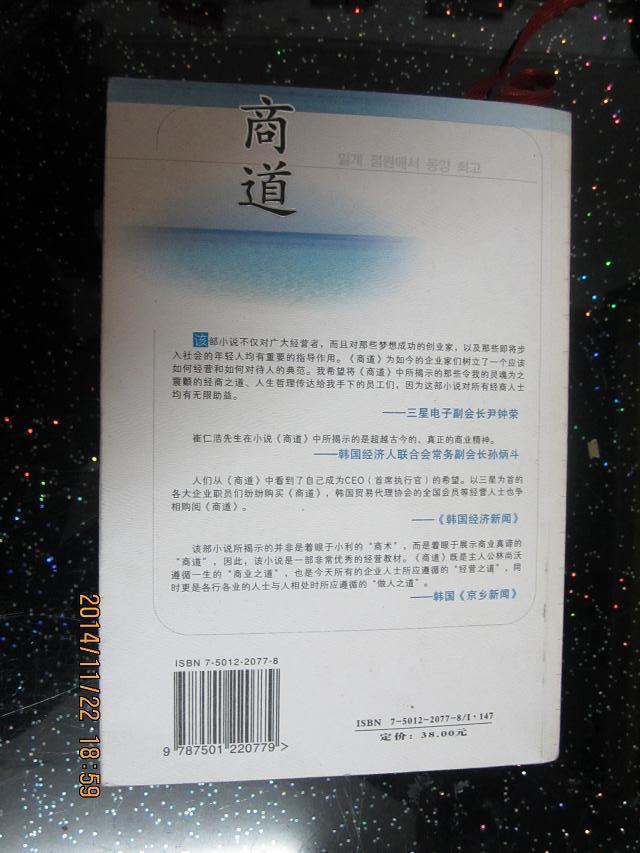 商
道
일개 점원에서 동양 최고
该部小说不仅对广大经营者，而且对那些梦想成功的创业家，以及那些即将步
入社会的年轻人均有重要的指导作用。《商道》为如今的企业家们树立了一个应该
如何经营和如何对待人的典范。我希望将《商道》中所揭示的那些令我的灵魂为之
震颤的经商之道、人生哲理传达给我手下的员工们，因为这部小说对所有经商人士
均有无限助益。
——三星电子副会长尹钟荣
崔仁浩先生在小说《商道》中所揭示的是超越古今的、真正的商业精神。
——韩国经济人联合会常务副会长孙炳斗
人们从《商道》中看到了自己成为CEO（首席执行官）的希望。以三星为首的
各大企业职员们纷纷购买《商道》，韩国贸易代理协会的全国会员等经营人士也争
相购阅《商道》。
——《韩国经济新闻》
该部小说所揭示的并非是着眼于小利的“商术”，而是着眼于展示商业真谛的
“商道”，因此，该小说是一部非常优秀的经营教材。《商道》既是主人公林尚沃
遵循一生的“商业之道”，也是今天所有的企业人士所应遵循的“经营之道”，同
时更是各行各业的人士与人相处时所应遵循的“做人之道”。
——韩国《京乡新闻》
ISBN 7-5012-2077-8
9 787501 220779 >
ISBN 7-5012-2077-8/I·147
定价：38.00元
2014/11/22 18:59